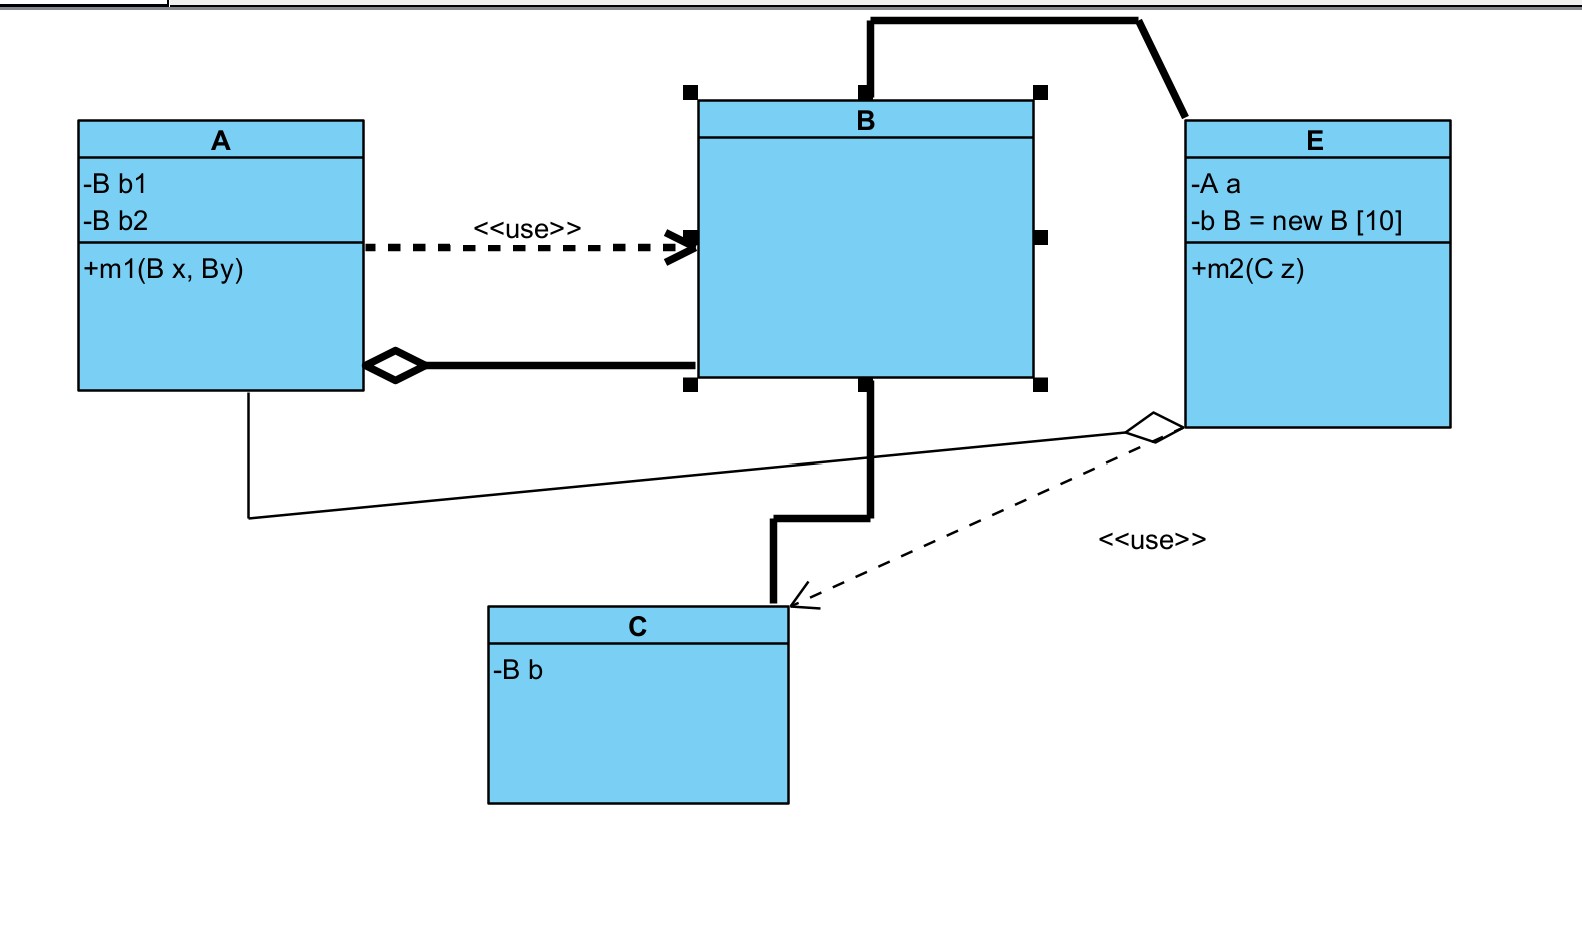 A
-B b1
-B b2
+m1(B x, By)
<<use>>
B
E
-A a
-b B = new B [10]
+m2(C z)
<<use>>
C
-B b